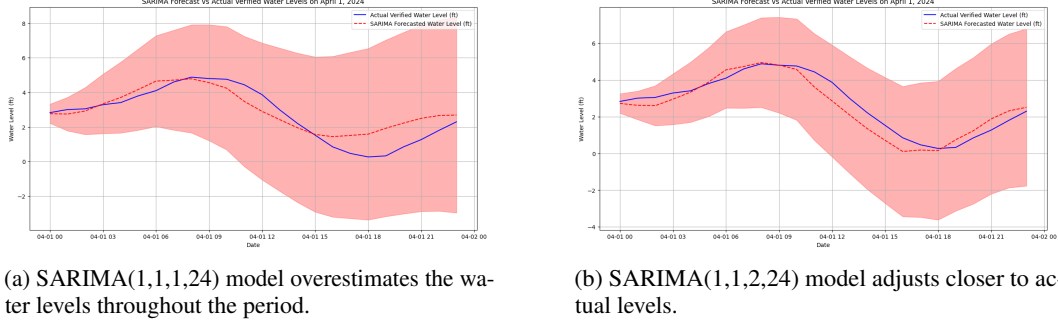 SARIMA Forecast vs Actual Verified Water Levels on April 1, 2024
Actual Verified Water Level (ft)
SARIMA Forecasted Water Level (ft)
Water Level (ft)
8
6
4
2
0
−2
04-01 00
04-01 03
04-01 06
04-01 09
04-01 12
04-01 15
04-01 18
04-01 21
04-02 00
Date
(a) SARIMA(1,1,1,24) model overestimates the wa-
ter levels throughout the period.
SARIMA Forecast vs Actual Verified Water Levels on April 1, 2024
Actual Verified Water Level (ft)
SARIMA Forecasted Water Level (ft)
Water Level (ft)
6
4
2
0
−2
−4
04-01 00
04-01 03
04-01 06
04-01 09
04-01 12
04-01 15
04-01 18
04-01 21
04-02 00
Date
(b) SARIMA(1,1,2,24) model adjusts closer to ac-
tual levels.